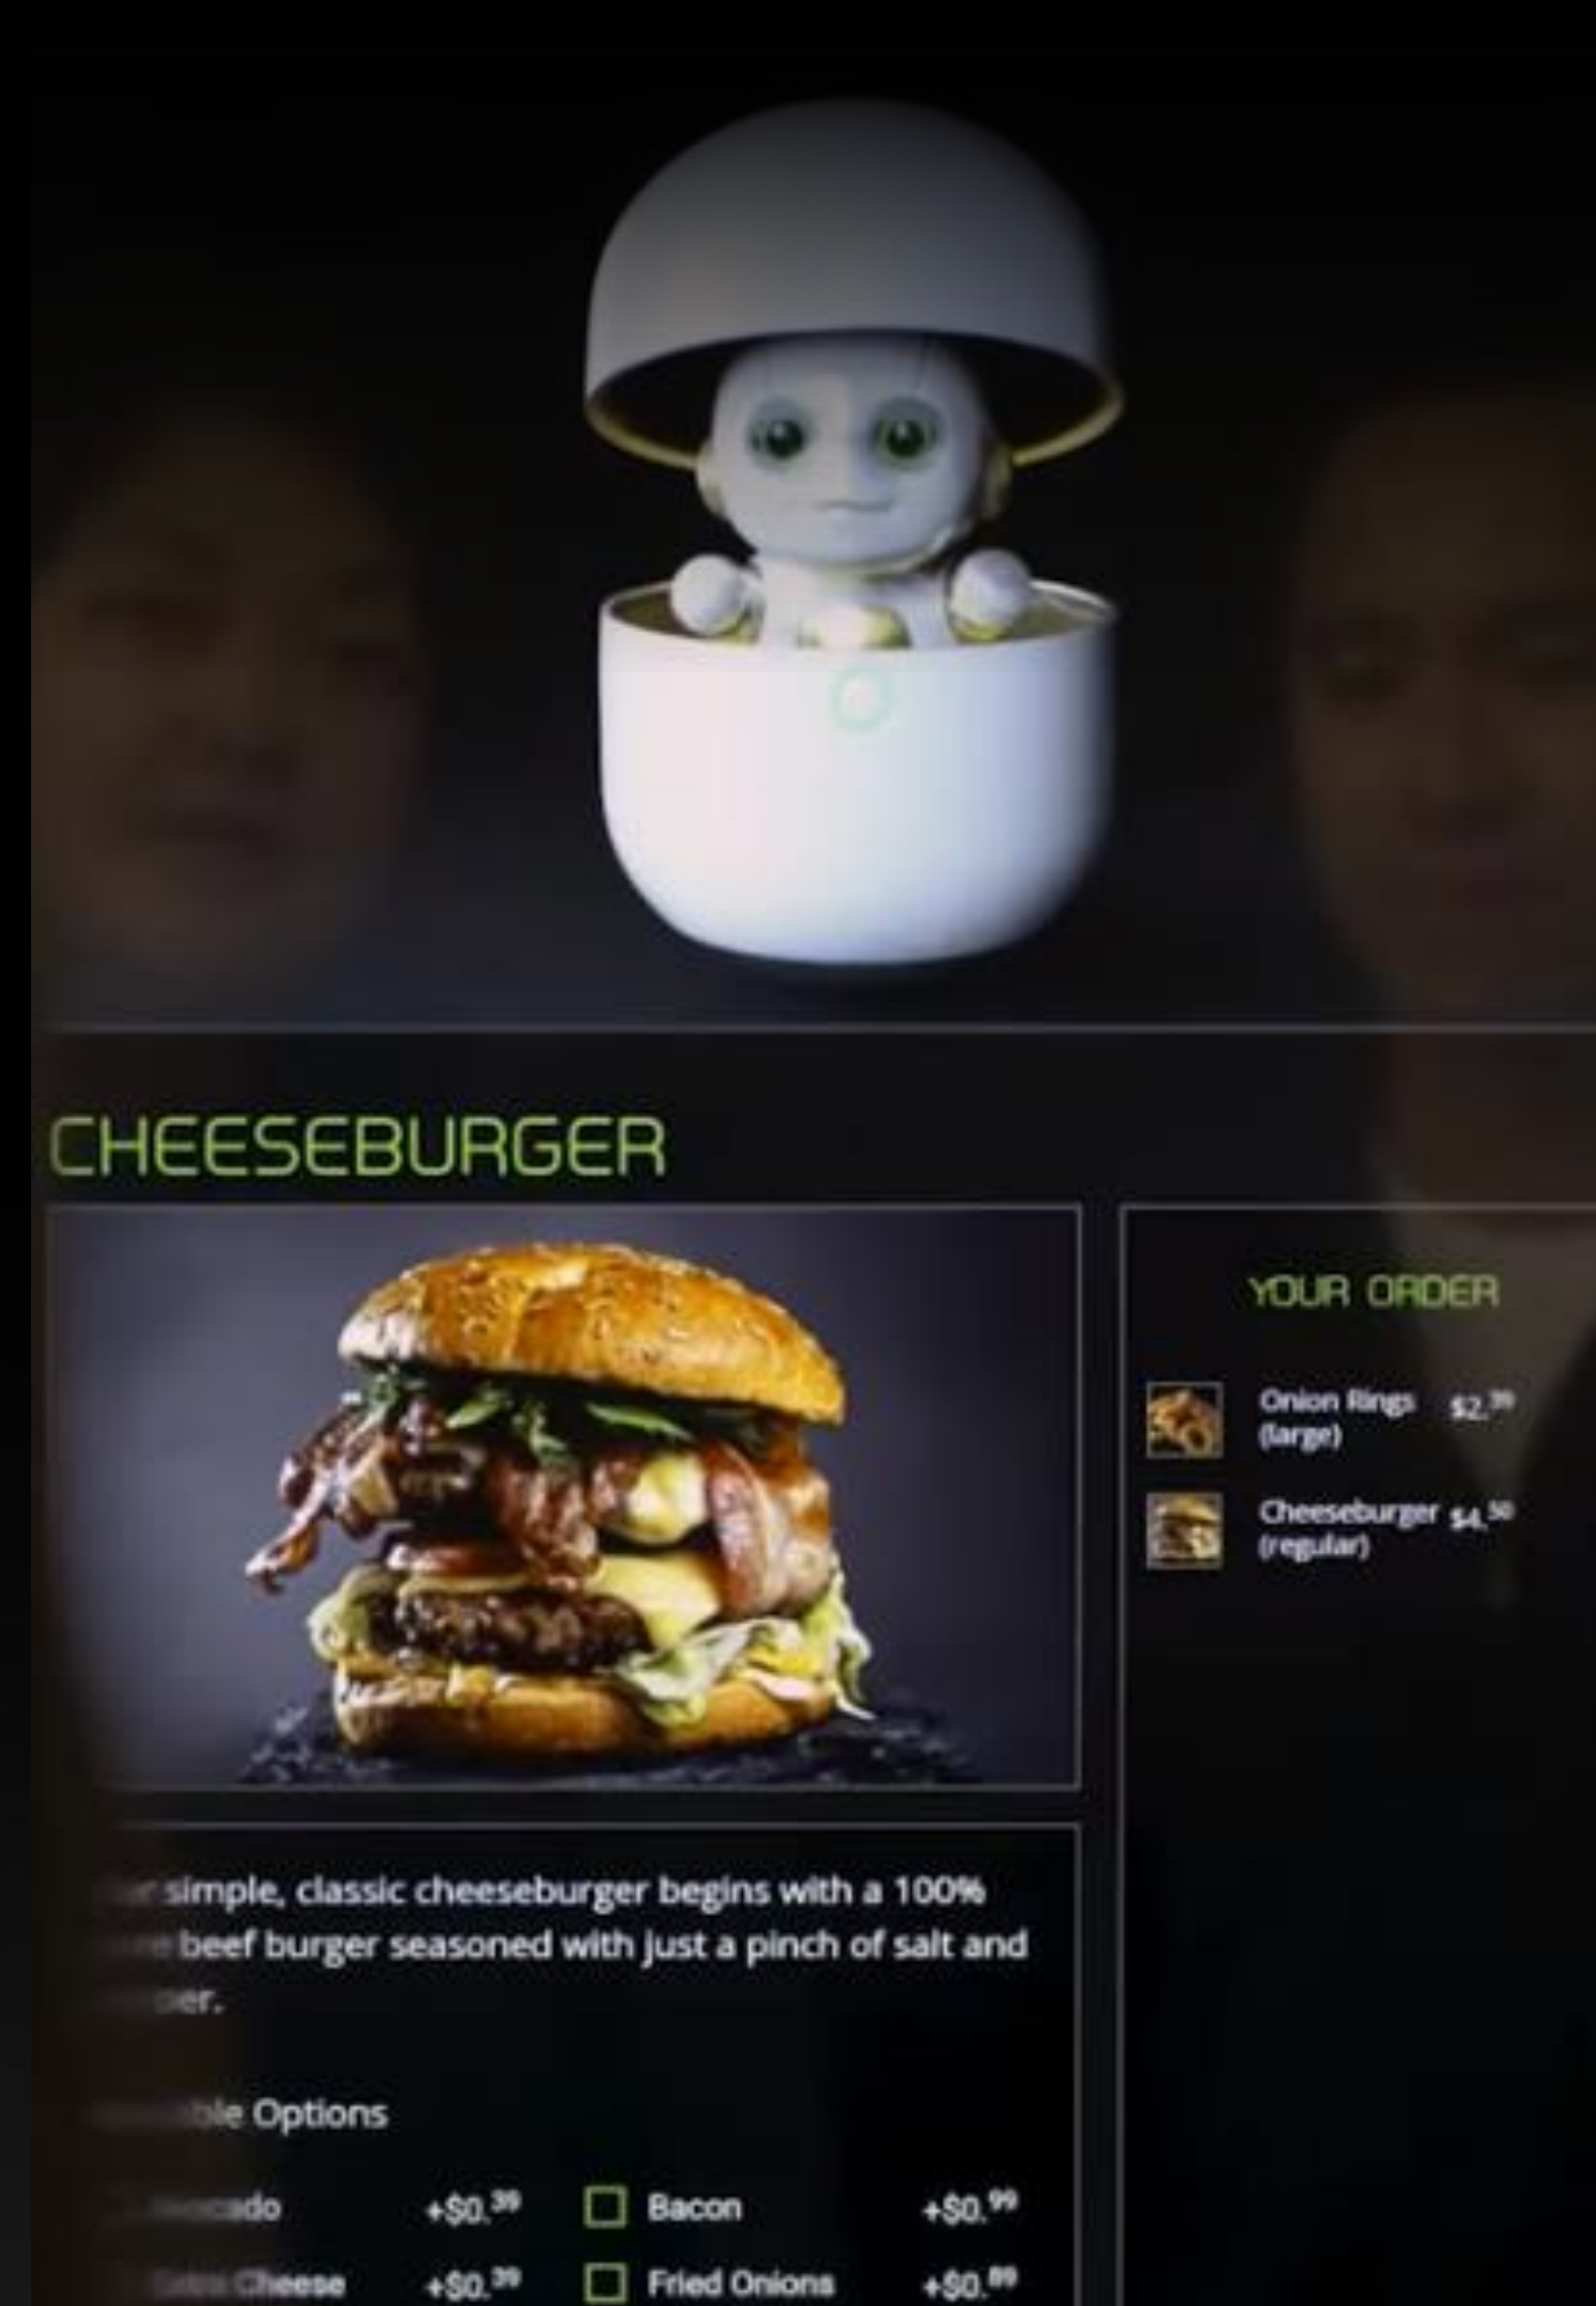 CHEESEBURGER
YOUR ORDER
Onion Rings $2.39
(large)
Cheeseburger $4.50
(regular)
simple, classic cheeseburger begins with a 100%
beef burger seasoned with just a pinch of salt and
Options
+$0.39 Bacon +$0.99
Cheese +$0.39 Fried Onions +$0.89